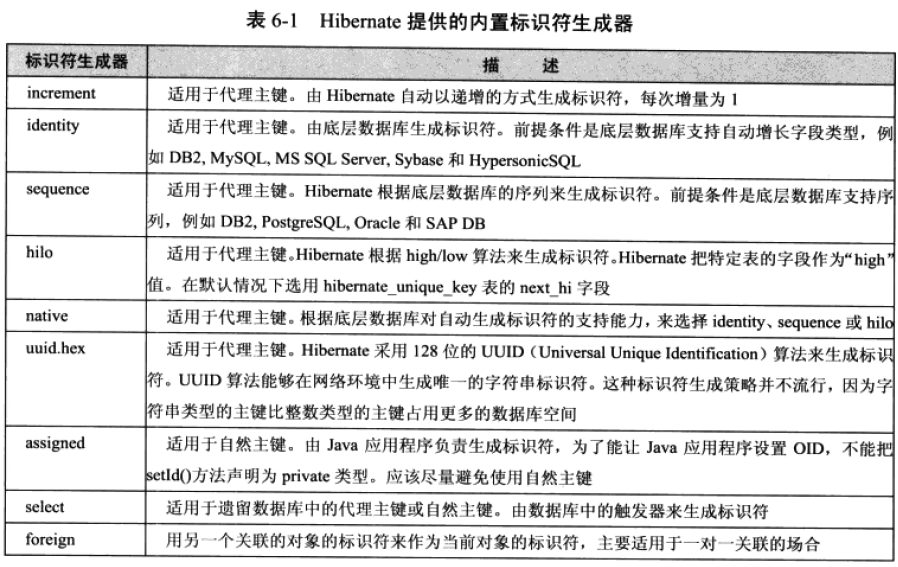 表 6-1 Hibernate 提供的内置标识符生成器
标识符生成器 描 述
increment 适用于代理主键。由 Hibernate 自动以递增的方式生成标识符，每次增量为 1
identity 适用于代理主键。由底层数据库生成标识符。前提条件是底层数据库支持自动增长字段类型，例
如 DB2, MySQL, MS SQL Server, Sybase 和 HypersonicSQL
sequence 适用于代理主键。Hibernate 根据底层数据库的序列来生成标识符。前提条件是底层数据库支持序
列，例如 DB2, PostgreSQL, Oracle 和 SAP DB
hilo 适用于代理主键。Hibernate 根据 high/low 算法来生成标识符。Hibernate 把特定表的字段作为“high”
值。在默认情况下选用 hibernate_unique_key 表的 next_hi 字段
native 适用于代理主键。根据底层数据库对自动生成标识符的支持能力，来选择 identity、sequence 或 hilo
uuid.hex 适用于代理主键。Hibernate 采用 128 位的 UUID（Universal Unique Identification）算法来生成标识
符。UUID 算法能够在网络环境中生成唯一的字符串标识符。这种标识符生成策略并不流行，因为字
符串类型的主键比整数类型的主键占用更多的数据库空间
assigned 适用于自然主键。由 Java 应用程序负责生成标识符，为了能让 Java 应用程序设置 OID，不能把
setId()方法声明为 private 类型。应该尽量避免使用自然主键
select 适用于遗留数据库中的代理主键或自然主键。由数据库中的触发器来生成标识符
foreign 用另一个关联的对象的标识符来作为当前对象的标识符，主要适用于一对一关联的场合